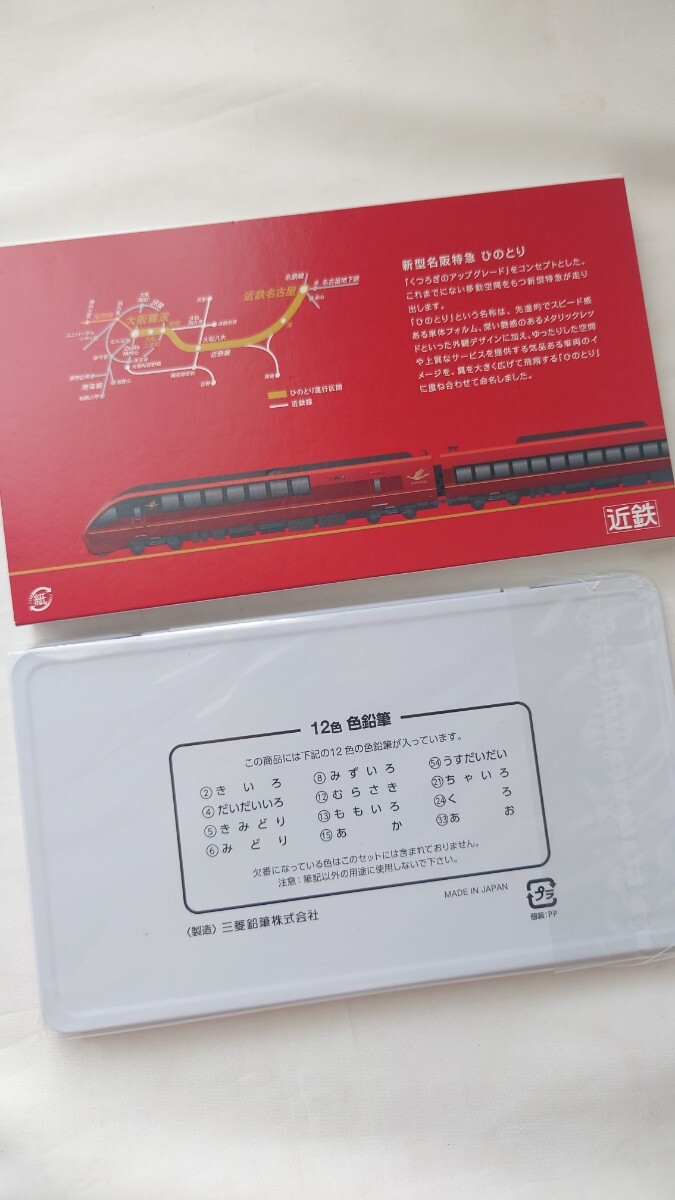 新型名阪特急 ひのとり
「くつろぎのアップグレード」をコンセプトとした、
これまでにない移動空間をもつ新型特急が走り
出します。
「ひのとり」という名称は、先進的でスピード感
ある車体フォルム、深い艶感のあるメタリックレッ
ドといった外観デザインに加え、ゆったりした空間
や上質なサービスを提供する気品ある車両のイ
メージを、翼を大きく広げて飛翔する「ひのとり」
に重ね合わせて命名しました。
名鉄線
名古屋地下鉄
近鉄名古屋
大阪難波
大和八木
近鉄線
ひのとり運行区間
近鉄線
近鉄
紙
12色 色鉛筆
この商品には下記の12色の色鉛筆が入っています。
②きいろ
④だいだいいろ
⑤きみどり
⑥みどり
⑧みずいろ
⑫むらさき
⑬ももいろ
⑮あか
54うすだいだい
㉑ちゃいろ
㉔くろ
㉝あお
欠番になっている色はこのセットには含まれておりません。
注意：筆記以外の用途に使用しないで下さい。
MADE IN JAPAN
プラ
個装:PP
〈製造〉三菱鉛筆株式会社